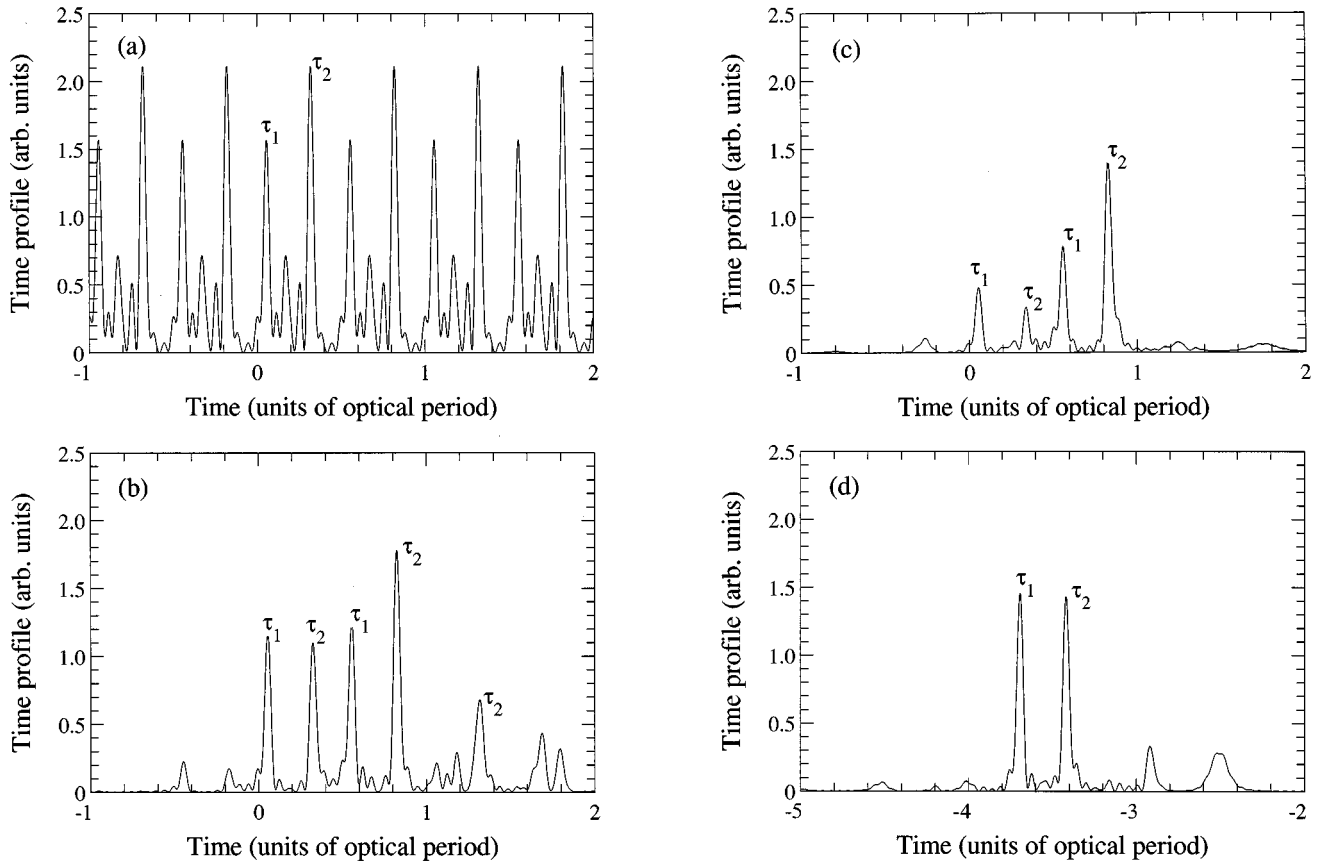 (a)
Time profile (arb. units)
2.5
2.0
1.5
1.0
0.5
0
τ1
τ2
-1
0
1
2
Time (units of optical period)
(b)
Time profile (arb. units)
2.5
2.0
1.5
1.0
0.5
0
τ1
τ2
τ1
τ2
τ2
-1
0
1
2
Time (units of optical period)
(c)
Time profile (arb. units)
2.5
2.0
1.5
1.0
0.5
0
τ1
τ2
τ1
τ2
-1
0
1
2
Time (units of optical period)
(d)
Time profile (arb. units)
2.5
2.0
1.5
1.0
0.5
0
τ1
τ2
-5
-4
-3
-2
Time (units of optical period)